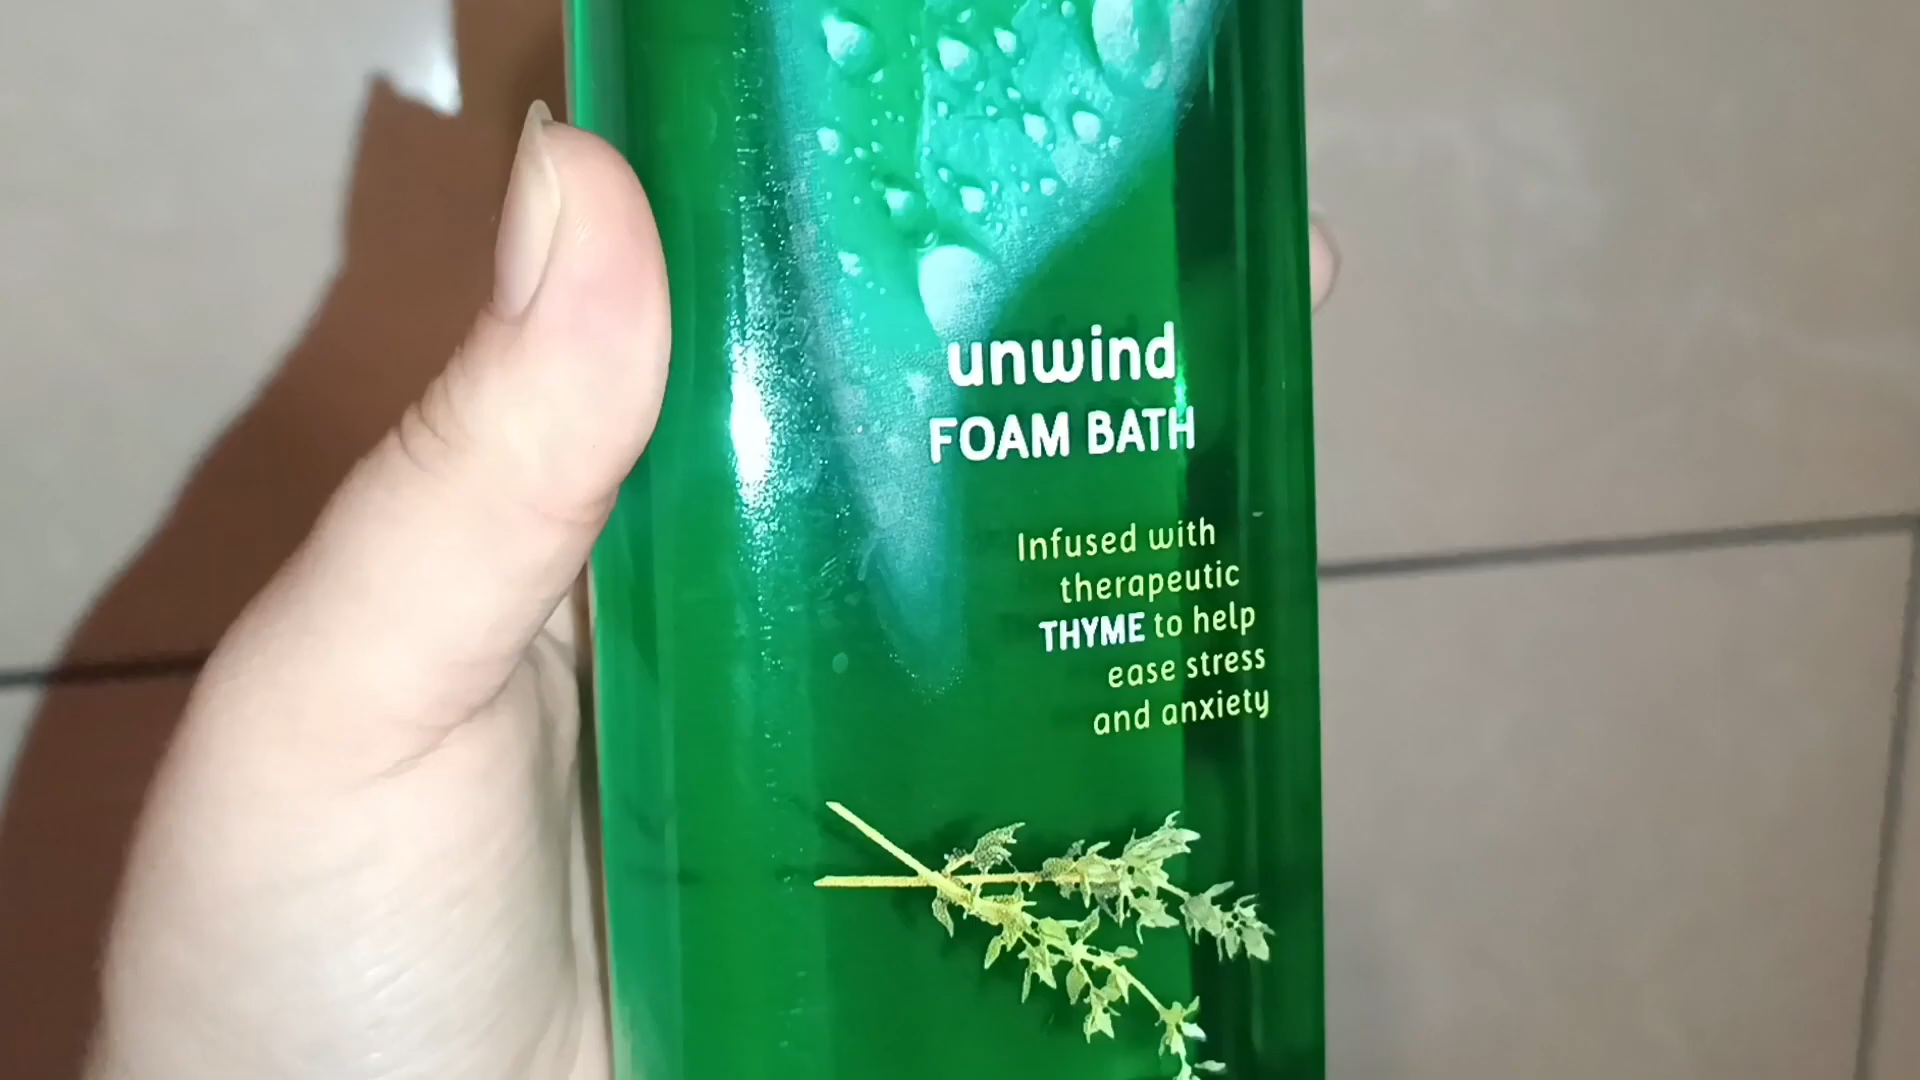 unwind
FOAM BATH
Infused with
therapeutic
THYME to help
ease stress
and anxiety